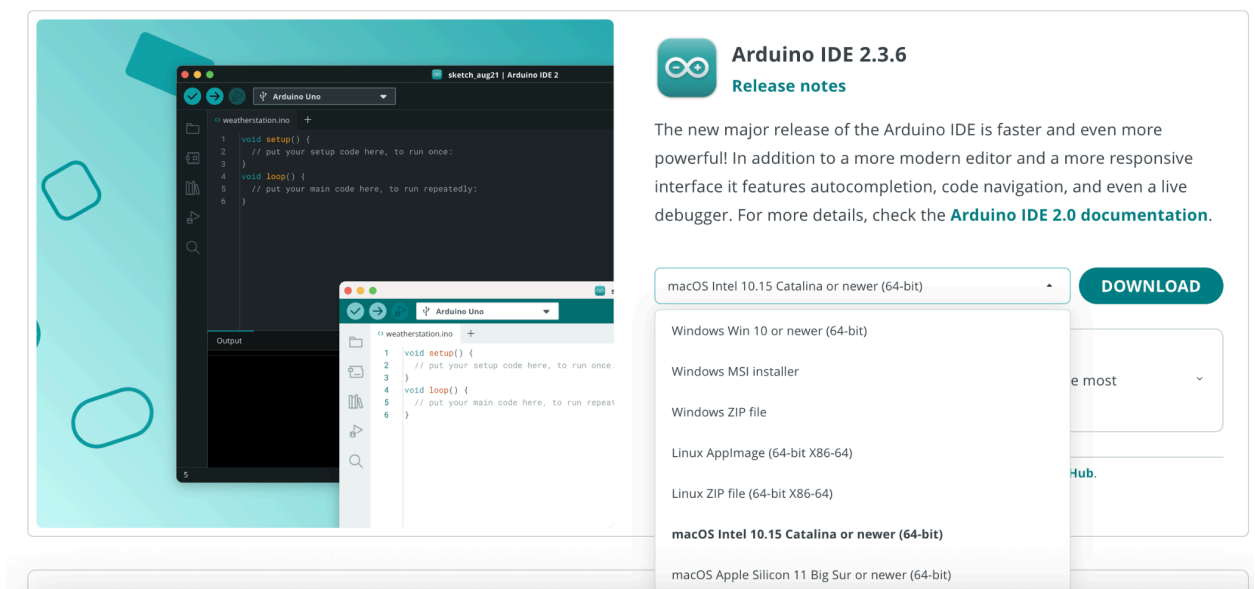 sketch_aug21 | Arduino IDE 2
Arduino Uno
weatherstation.ino +
1 void setup() {
2 // put your setup code here, to run once:
3 }
4 void loop() {
5 // put your main code here, to run repeatedly:
6 }
Output
5
s
Arduino Uno
weatherstation.ino +
1 void setup() {
2 // put your setup code here, to run once:
3 }
4 void loop() {
5 // put your main code here, to run repeat
6 }
Arduino IDE 2.3.6
Release notes
The new major release of the Arduino IDE is faster and even more
powerful! In addition to a more modern editor and a more responsive
interface it features autocompletion, code navigation, and even a live
debugger. For more details, check the Arduino IDE 2.0 documentation.
macOS Intel 10.15 Catalina or newer (64-bit)
DOWNLOAD
Windows Win 10 or newer (64-bit)
Windows MSI installer
e most
Windows ZIP file
Linux AppImage (64-bit X86-64)
Hub.
Linux ZIP file (64-bit X86-64)
macOS Intel 10.15 Catalina or newer (64-bit)
macOS Apple Silicon 11 Big Sur or newer (64-bit)